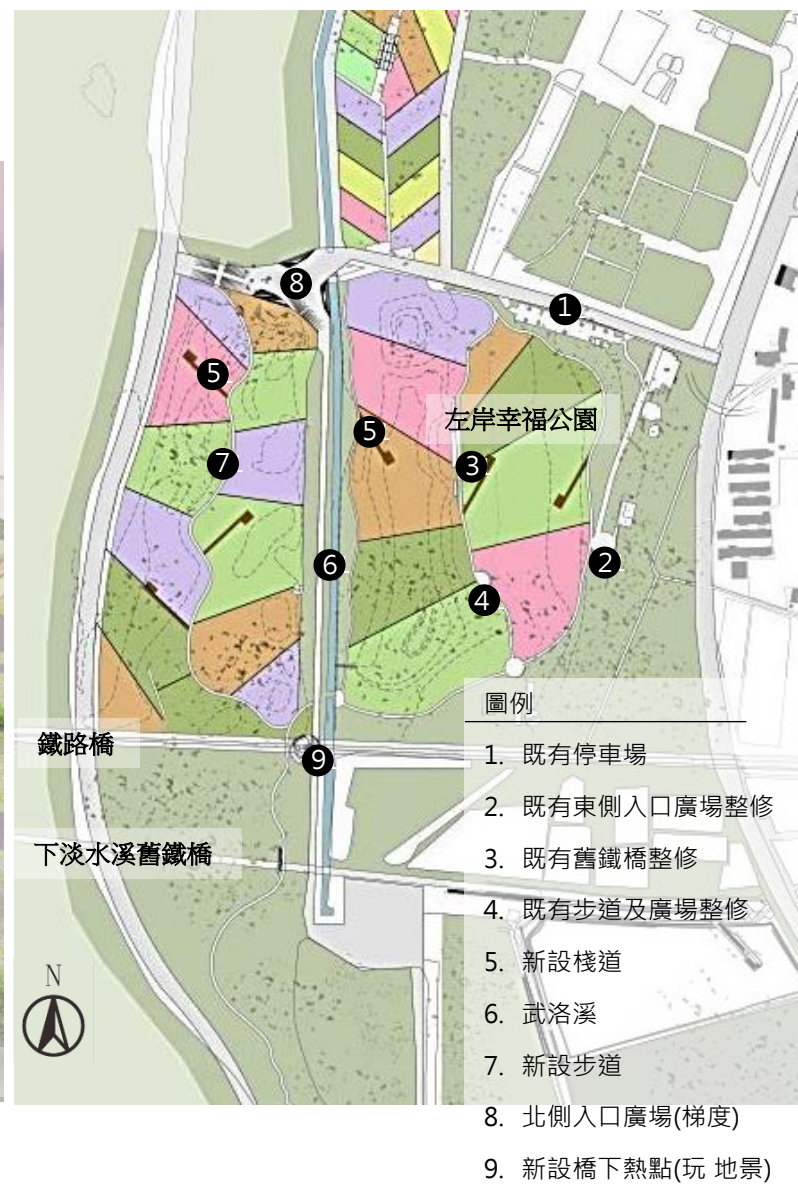 8
1
5
5
左岸幸福公園
7
3
6
2
4
圖例
鐵路橋
9
1. 既有停車場
2. 既有東側入口廣場整修
下淡水溪舊鐵橋
3. 既有舊鐵橋整修
4. 既有步道及廣場整修
5. 新設棧道
N
6. 武洛溪
7. 新設步道
8. 北側入口廣場(梯度)
9. 新設橋下熱點(玩 地景)